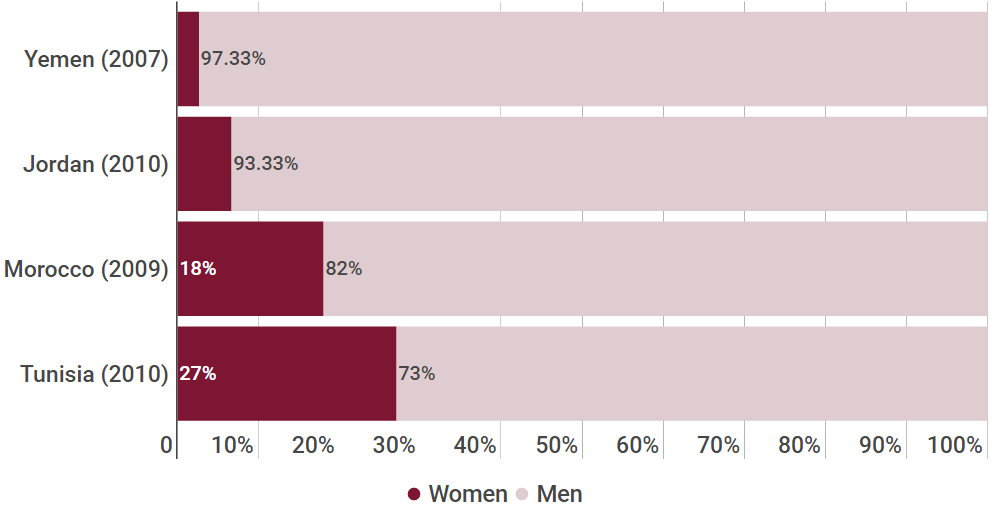 Yemen (2007) 97.33%
Jordan (2010) 93.33%
Morocco (2009) 18% 82%
Tunisia (2010) 27% 73%
0 10% 20% 30% 40% 50% 60% 70% 80% 90% 100%
Women Men